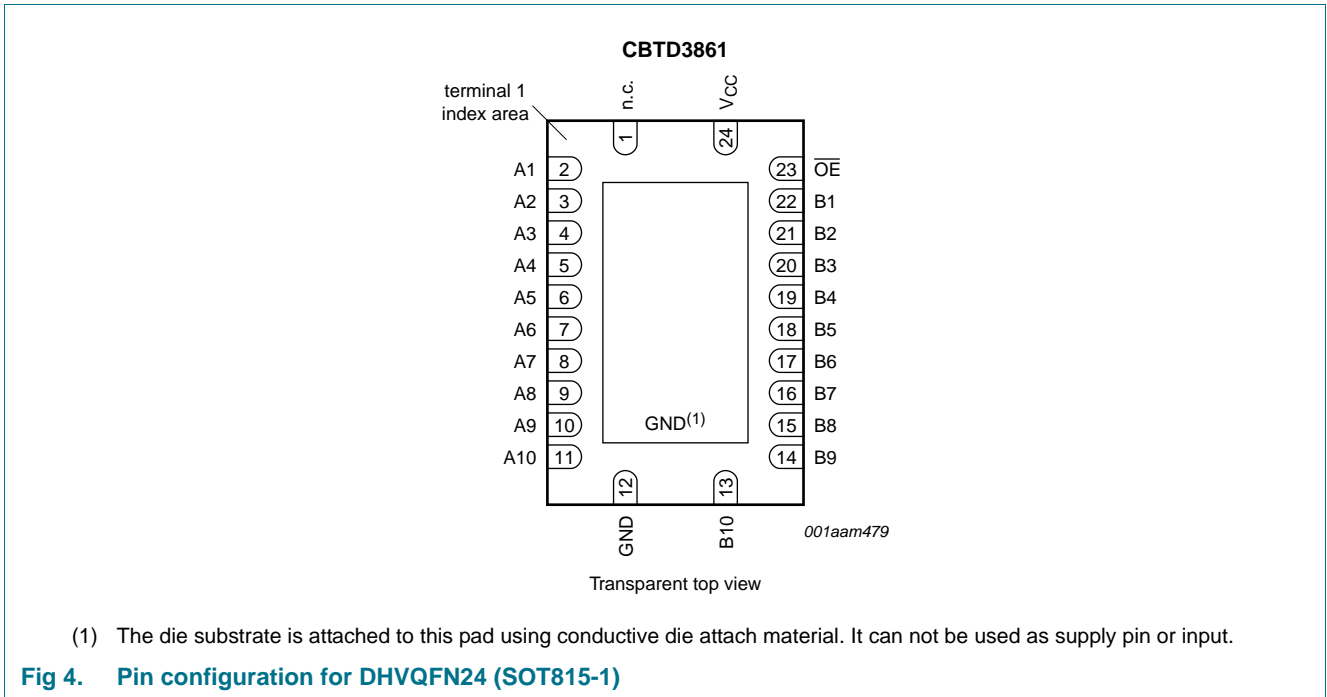 CBTD3861
terminal 1
index area
n.c.
VCC
1
24
A1 2 23 OE
A2 3 22 B1
A3 4 21 B2
A4 5 20 B3
A5 6 19 B4
A6 7 18 B5
A7 8 17 B6
A8 9 16 B7
A9 10 GND(1) 15 B8
A10 11 14 B9
12 13
GND B10
001aam479
Transparent top view
(1) The die substrate is attached to this pad using conductive die attach material. It can not be used as supply pin or input.
Fig 4. Pin configuration for DHVQFN24 (SOT815-1)